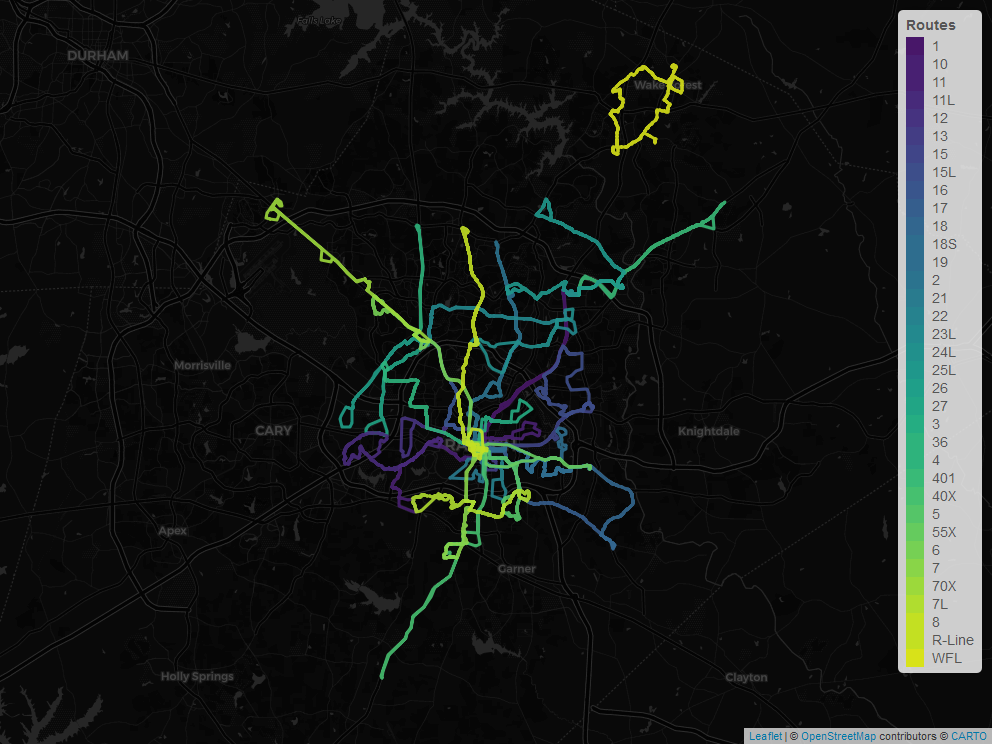 Falls Lake
DURHAM
Wake
est
Morrisville
CARY
Knightdale
RA
Apex
Garner
Holly Springs
Clayton
Routes
1
10
11
11L
12
13
15
15L
16
17
18
18S
19
2
21
22
23L
24L
25L
26
27
3
36
4
401
40X
5
55X
6
7
70X
7L
8
R-Line
WFL
Leaflet | © OpenStreetMap contributors © CARTO